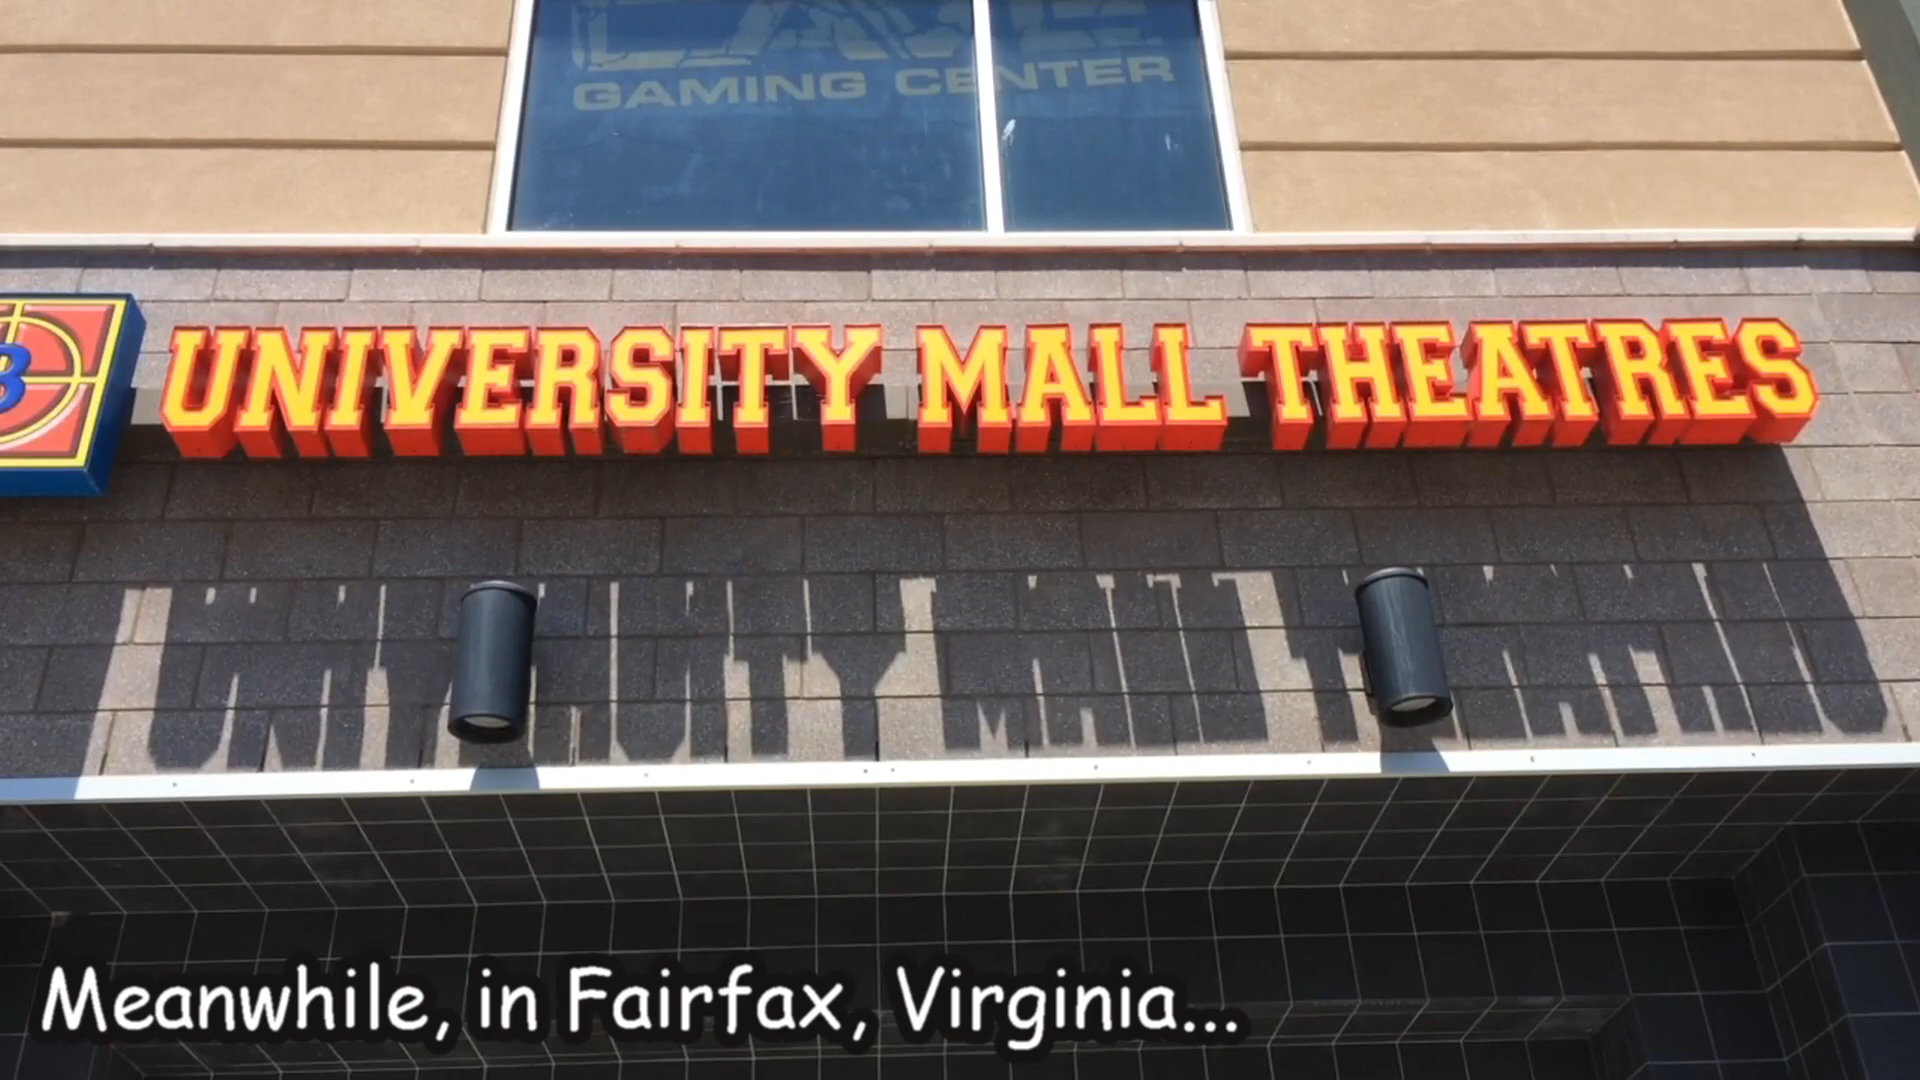 GAMING CENTER
UNIVERSITY MALL THEATRES
Meanwhile, in Fairfax, Virginia...